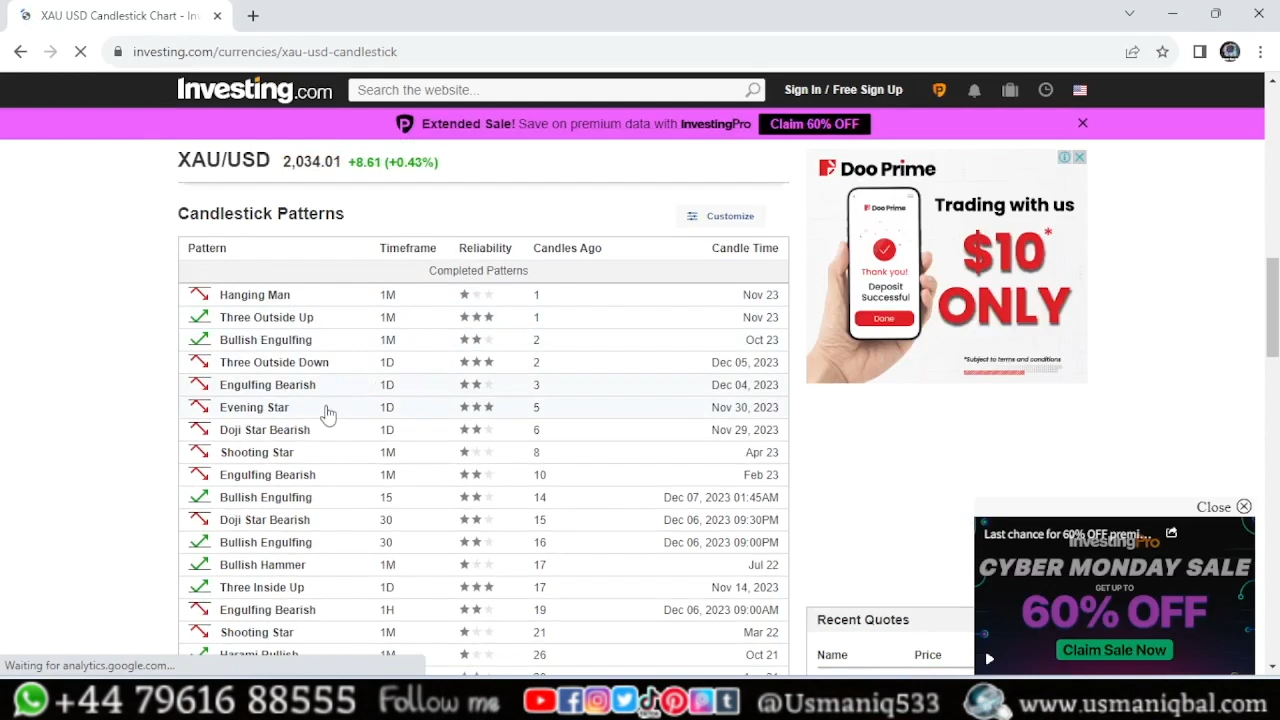 XAU USD Candlestick Chart - Inv
investing.com/currencies/xau-usd-candlestick
Investing.com
Search the website...
Sign In / Free Sign Up
Extended Sale! Save on premium data with InvestingPro
Claim 60% OFF
XAU/USD 2,034.01 +8.61 (+0.43%)
Candlestick Patterns
Customize
Pattern Timeframe Reliability Candles Ago Candle Time
Completed Patterns
Hanging Man 1M 1 Nov 23
Three Outside Up 1M 1 Nov 23
Bullish Engulfing 1M 2 Oct 23
Three Outside Down 1D 2 Dec 05, 2023
Engulfing Bearish 1D 3 Dec 04, 2023
Evening Star 1D 5 Nov 30, 2023
Doji Star Bearish 1D 6 Nov 29, 2023
Shooting Star 1M 8 Apr 23
Engulfing Bearish 1M 10 Feb 23
Bullish Engulfing 15 14 Dec 07, 2023 01:45AM
Doji Star Bearish 30 15 Dec 06, 2023 09:30PM
Bullish Engulfing 30 16 Dec 06, 2023 09:00PM
Bullish Hammer 1M 17 Jul 22
Three Inside Up 1D 17 Nov 14, 2023
Engulfing Bearish 1H 19 Dec 06, 2023 09:00AM
Shooting Star 1M 21 Mar 22
Harami Bullish 1M 26 Oct 21
Doo Prime
Trading with us
$10*
ONLY
Doo Prime
Thank you!
Deposit
Successful
Done
*Subject to terms and conditions
Close
Last chance for 60% OFF premi...
InvestingPro
CYBER MONDAY SALE
GET UP TO
60% OFF
Claim Sale Now
Recent Quotes
Name Price
Waiting for analytics.google.com...
+44 79616 88555 Follow me @Usmaniq533 www.usmaniqbal.com